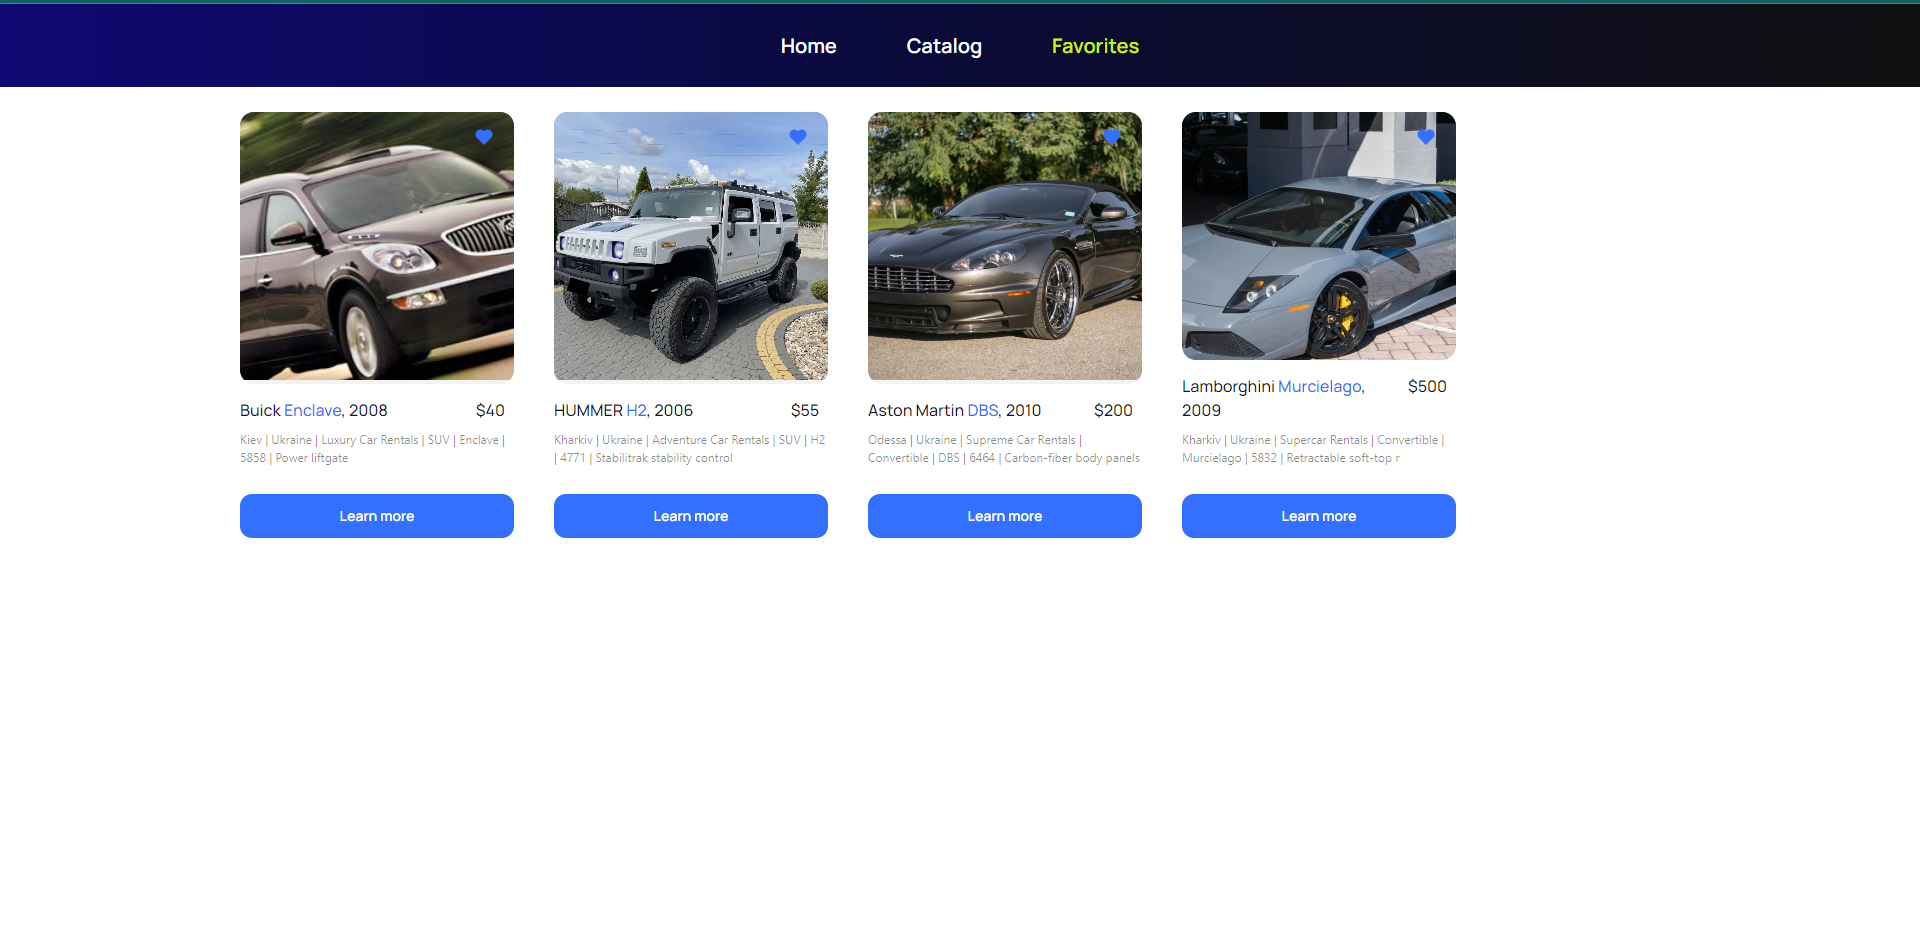 Home Catalog Favorites
Buick Enclave, 2008 $40
Kiev | Ukraine | Luxury Car Rentals | SUV | Enclave |
5858 | Power liftgate
Learn more
HUMMER H2, 2006 $55
Kharkiv | Ukraine | Adventure Car Rentals | SUV | H2
| 4771 | Stabilitrak stability control
Learn more
Aston Martin DBS, 2010 $200
Odessa | Ukraine | Supreme Car Rentals |
Convertible | DBS | 6464 | Carbon-fiber body panels
Learn more
Lamborghini Murcielago, $500
2009
Kharkiv | Ukraine | Supercar Rentals | Convertible |
Murcielago | 5832 | Retractable soft-top r
Learn more